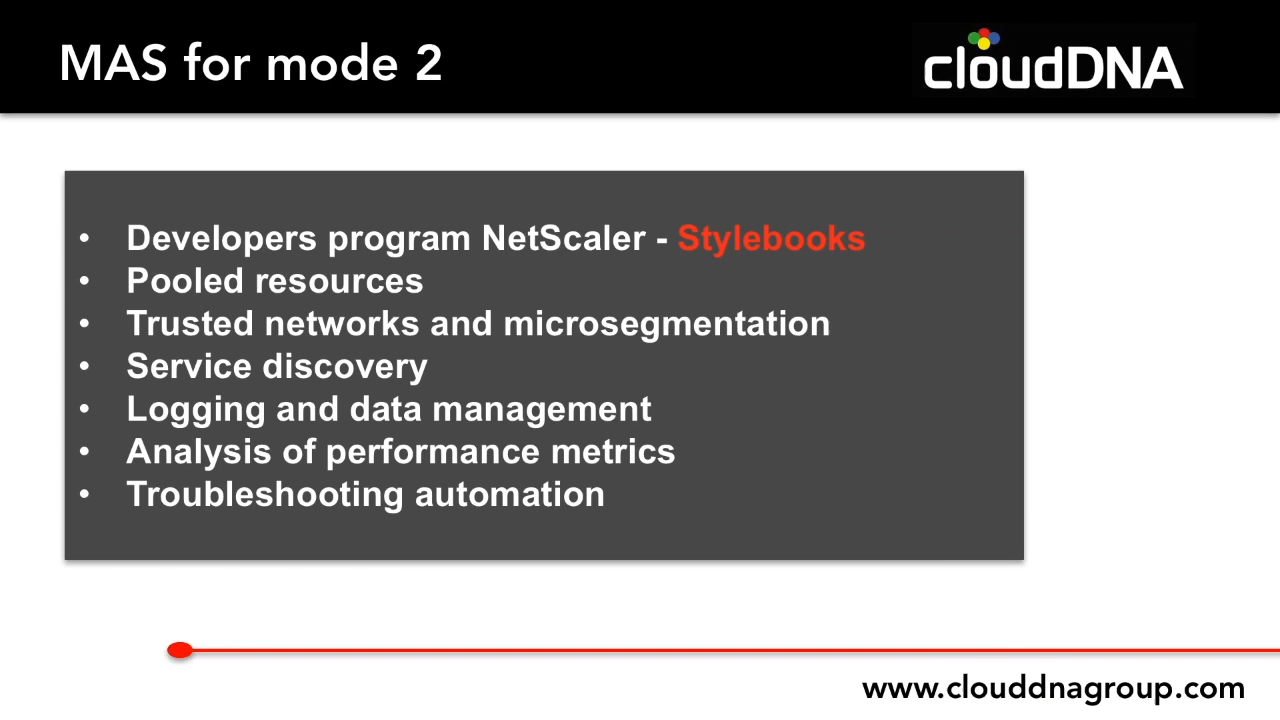 MAS for mode 2
cloudDNA
• Developers program NetScaler - Stylebooks
• Pooled resources
• Trusted networks and microsegmentation
• Service discovery
• Logging and data management
• Analysis of performance metrics
• Troubleshooting automation
www.clouddnagroup.com